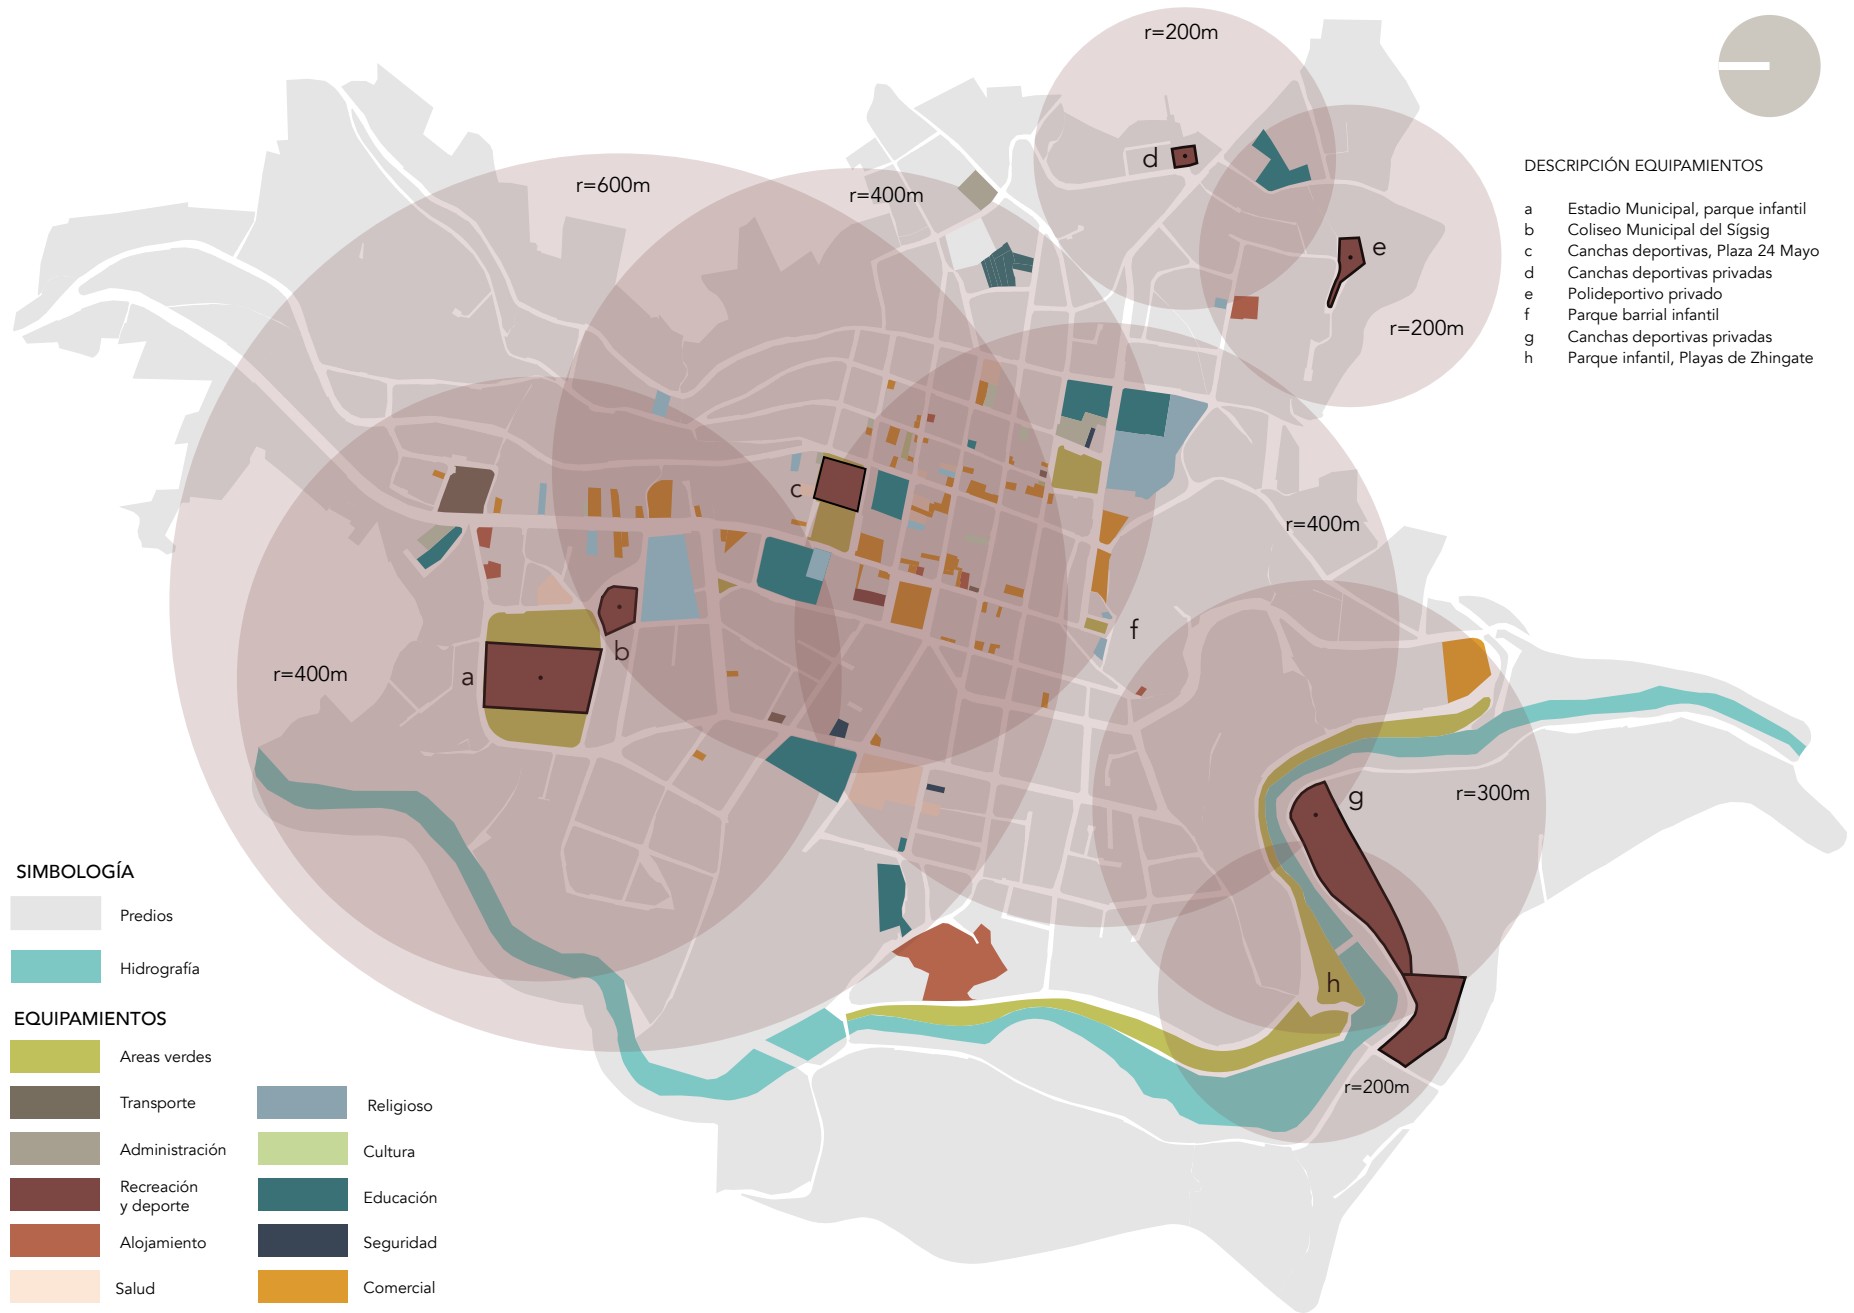 r=200m
r=600m
r=400m
d
e
r=200m
DESCRIPCIÓN EQUIPAMIENTOS
a Estadio Municipal, parque infantil
b Coliseo Municipal del Sígsig
c Canchas deportivas, Plaza 24 Mayo
d Canchas deportivas privadas
e Polideportivo privado
f Parque barrial infantil
g Canchas deportivas privadas
h Parque infantil, Playas de Zhingate
c
r=400m
f
b
a
r=400m
g
r=300m
h
r=200m
SIMBOLOGÍA
Predios
Hidrografía
EQUIPAMIENTOS
Areas verdes
Transporte
Administración
Recreación
y deporte
Alojamiento
Salud
Religioso
Cultura
Educación
Seguridad
Comercial